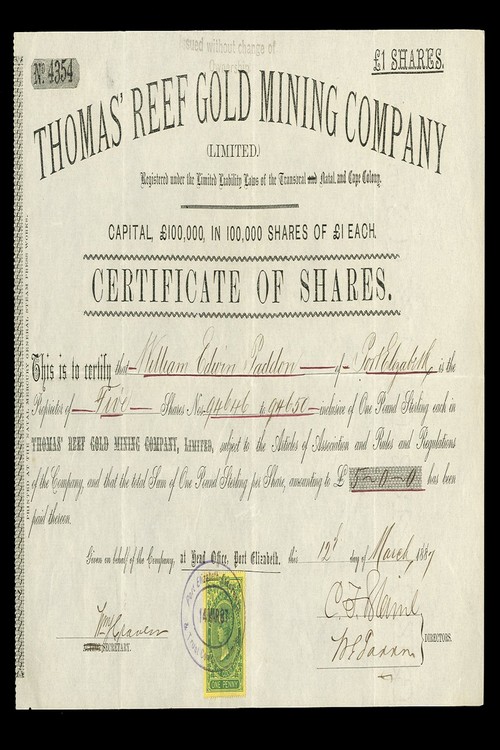 Issued without change of
Ownership
No. 4354
£1 SHARES.
THOMAS' REEF GOLD MINING COMPANY
(LIMITED.)
Registered under the Limited Liability Laws of the Transvaal and Natal, and Cape Colony.
CAPITAL, £100,000, IN 100,000 SHARES OF £1 EACH.
CERTIFICATE OF SHARES.
This is to certify that William Edwin Paddon of Port Elizabeth, is the
Proprietor of Five Shares Nos. 94646 to 94650 inclusive of One Pound Sterling each in
THOMAS' REEF GOLD MINING COMPANY, LIMITED, subject to the Articles of Association and Rules and Regulations
of the Company, and that the total Sum of One Pound Sterling per Share, amounting to £ 5-0-0 has been
paid thereon.
Given on behalf of the Company, at Head Office, Port Elizabeth, this 12th day of March, 1887
14 MAR 87
ONE PENNY
SECRETARY.
DIRECTORS.